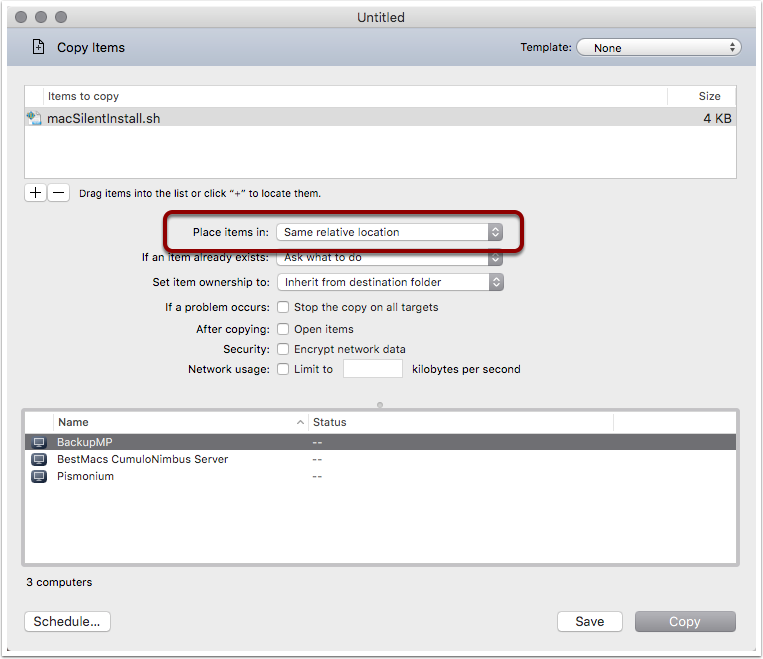 Untitled
Copy Items
Template: None
Items to copy Size
macSilentInstall.sh 4 KB
Drag items into the list or click “+” to locate them.
Place items in: Same relative location
If an item already exists: Ask what to do
Set item ownership to: Inherit from destination folder
If a problem occurs: Stop the copy on all targets
After copying: Open items
Security: Encrypt network data
Network usage: Limit to kilobytes per second
Name Status
BackupMP --
BestMacs CumuloNimbus Server --
Pismonium --
3 computers
Schedule... Save Copy